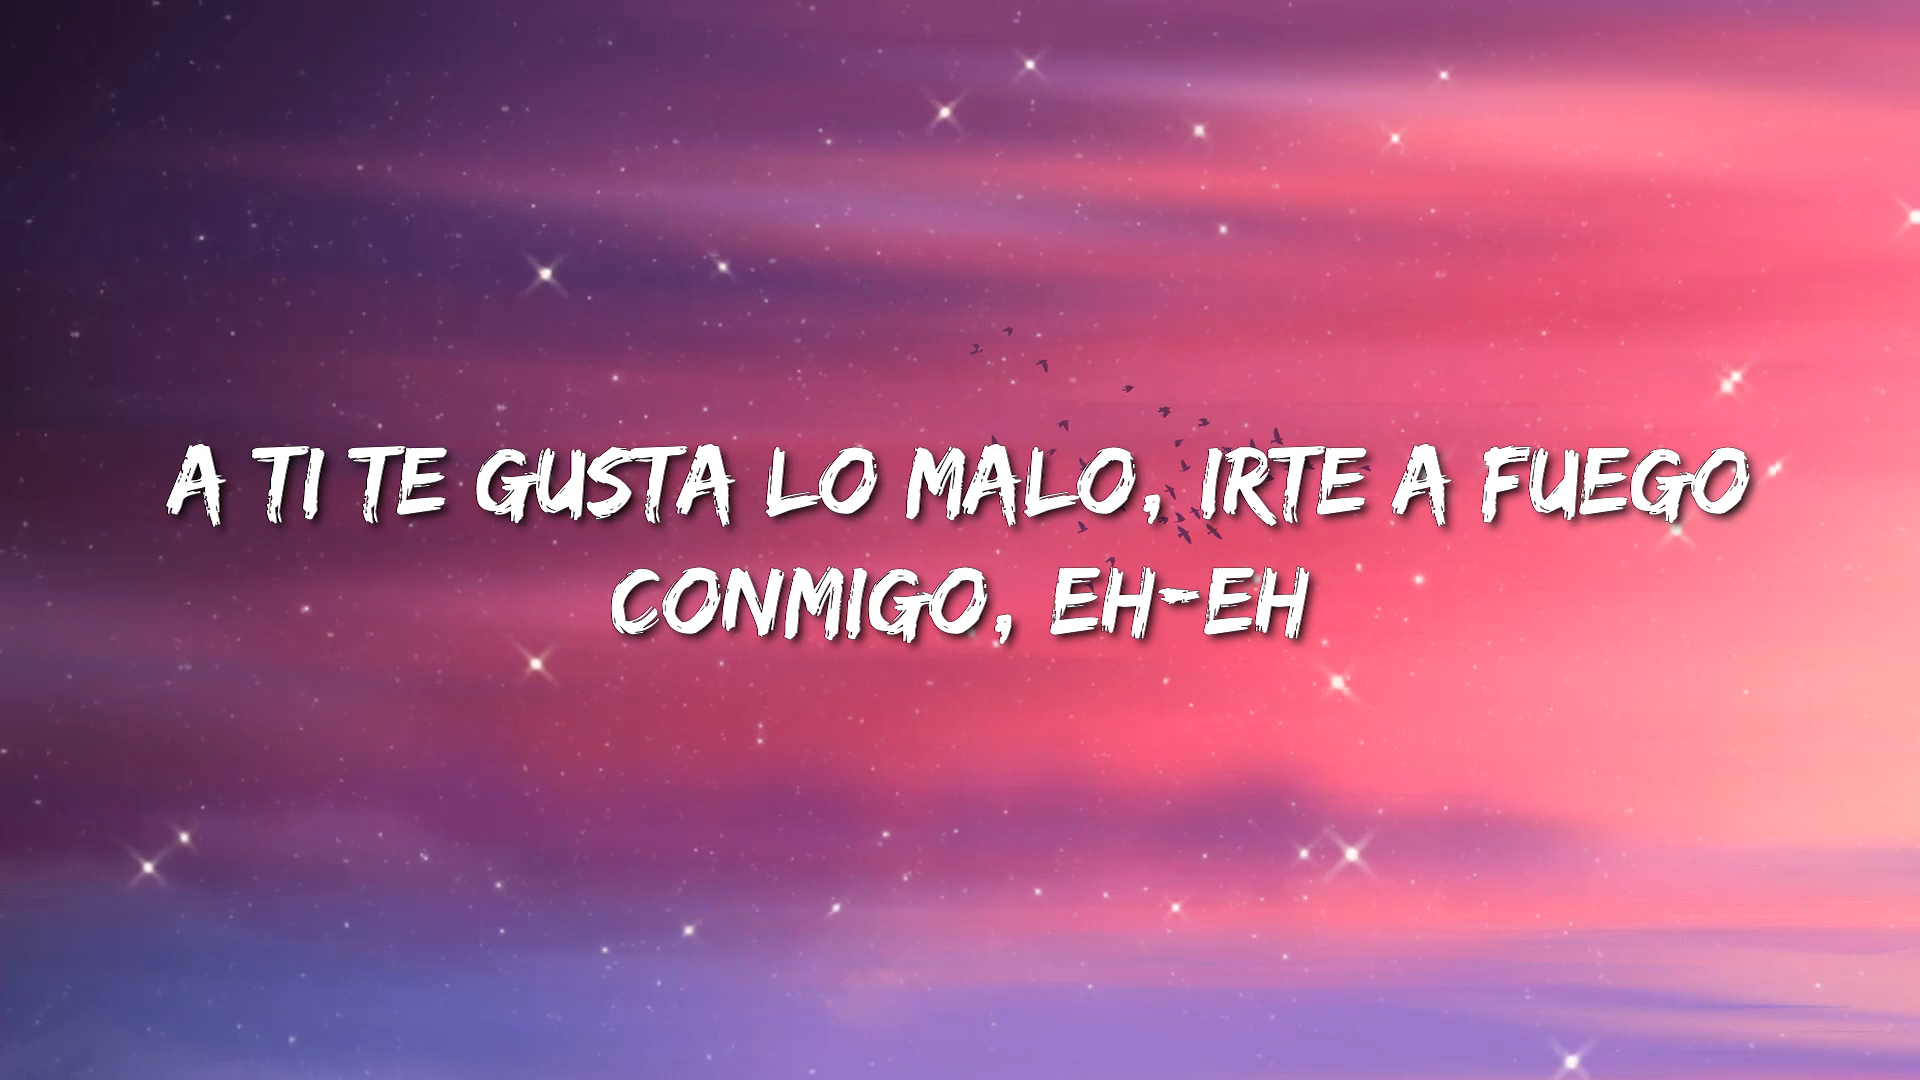 A TI TE GUSTA LO MALO, IRTE A FUEGO
CONMIGO, EH-EH